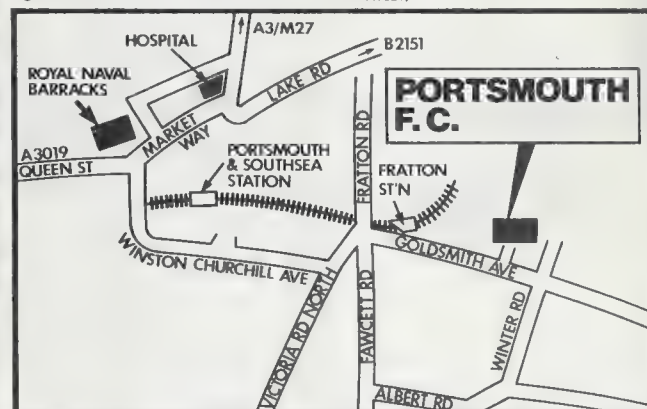 A3/M27
HOSPITAL
B2151
ROYAL NAVAL
BARRACKS
LAKE RD
PORTSMOUTH
F.C.
MARKET
WAY
A3019
QUEEN ST
PORTSMOUTH
& SOUTHSEA
STATION
FRATTON RD
FRATTON
ST'N
GOLDSMITH AVE
WINSTON CHURCHILL AVE
VICTORIA RD NORTH
FAWCETT RD
WINTER RD
ALBERT RD